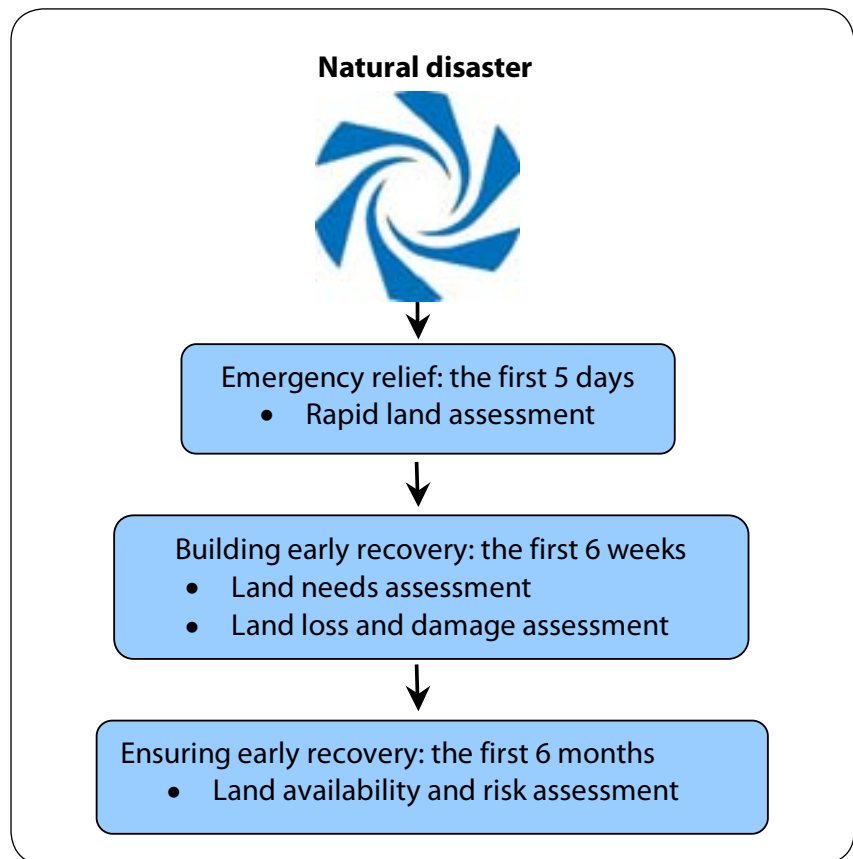 Natural disaster
Emergency relief: the first 5 days
• Rapid land assessment
Building early recovery: the first 6 weeks
• Land needs assessment
• Land loss and damage assessment
Ensuring early recovery: the first 6 months
• Land availability and risk assessment